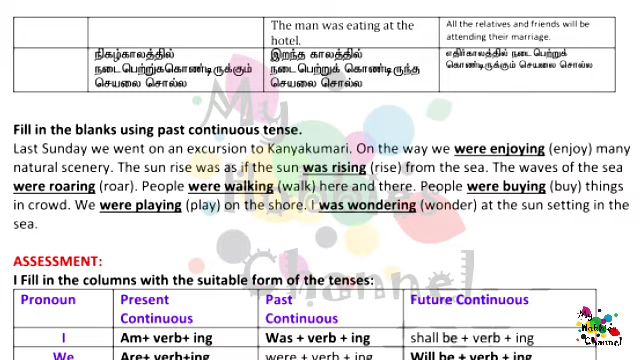 The man was eating at the hotel.
All the relatives and friends will be attending their marriage.
நிகழ்காலத்தில்
நடைபெற்றுககொண்டிருக்கும்
செயலை சொல்ல
இறந்த காலத்தில்
நடைபெற்றுக் கொண்டிருந்த
செயலை சொல்ல
எதிர்காலத்தில் நடைபெற்றுக்
கொண்டிருக்கும் செயலை சொல்ல
Fill in the blanks using past continuous tense.
Last Sunday we went on an excursion to Kanyakumari. On the way we were enjoying (enjoy) many
natural scenery. The sun rise was as if the sun was rising (rise) from the sea. The waves of the sea
were roaring (roar). People were walking (walk) here and there. People were buying (buy) things
in crowd. We were playing (play) on the shore. I was wondering (wonder) at the sun setting in the
sea.
ASSESSMENT:
I Fill in the columns with the suitable form of the tenses:
Pronoun Present Continuous Past Continuous Future Continuous
I Am+ verb+ ing Was + verb + ing shall be + verb + ing
We Are+ verb+ing were + verb + ing Will be + verb + ing
My Hobbies Channel
My Hobbies Channel